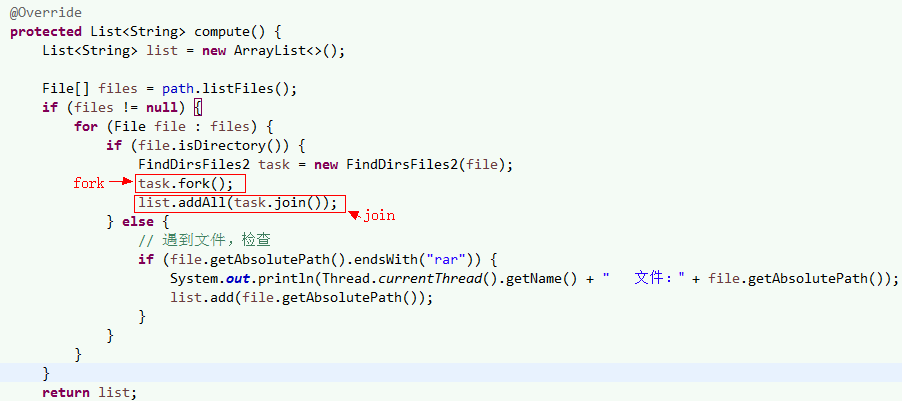 @Override
protected List<String> compute() {
List<String> list = new ArrayList<>();
File[] files = path.listFiles();
if (files != null) {
for (File file : files) {
if (file.isDirectory()) {
FindDirsFiles2 task = new FindDirsFiles2(file);
fork task.fork();
list.addAll(task.join());
join
} else {
// 遇到文件，检查
if (file.getAbsolutePath().endsWith("rar")) {
System.out.println(Thread.currentThread().getName() + "   文件：" + file.getAbsolutePath());
list.add(file.getAbsolutePath());
}
}
}
}
return list;